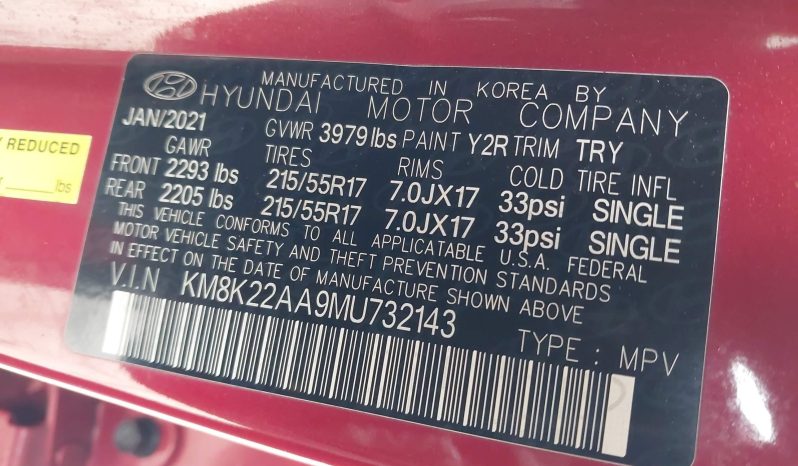 Y REDUCED
lbs
MANUFACTURED IN KOREA BY
HYUNDAI MOTOR COMPANY
JAN/2021 GVWR 3979 lbs PAINT Y2R TRIM TRY
GAWR TIRES RIMS COLD TIRE INFL
FRONT 2293 lbs 215/55R17 7.0JX17 33psi SINGLE
REAR 2205 lbs 215/55R17 7.0JX17 33psi SINGLE
THIS VEHICLE CONFORMS TO ALL APPLICATABLE U.S.A. FEDERAL
MOTOR VEHICLE SAFETY AND THEFT PREVENTION STANDARDS
IN EFFECT ON THE DATE OF MANUFACTURE SHOWN ABOVE
V.I.N KM8K22AA9MU732143
TYPE : MPV